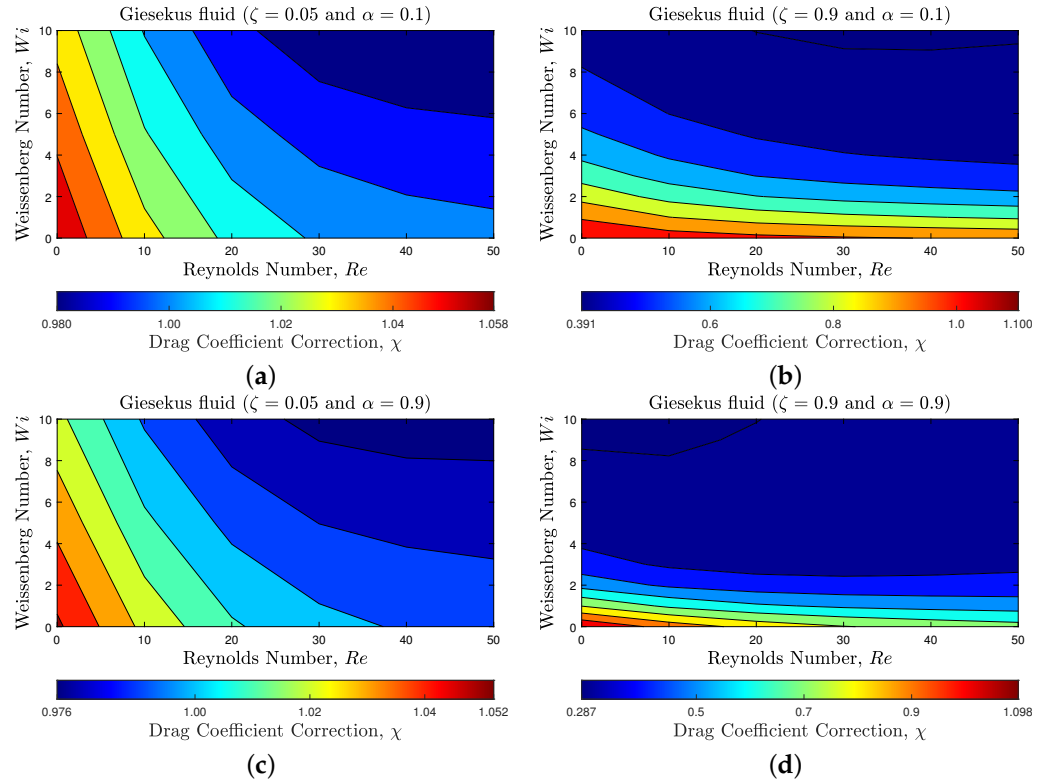 Giesekus fluid (ζ = 0.05 and α = 0.1)
Weissenberg Number, Wi
10
8
6
4
2
0
0 10 20 30 40 50
Reynolds Number, Re
0.980 1.00 1.02 1.04 1.058
Drag Coefficient Correction, χ
(a)
Giesekus fluid (ζ = 0.9 and α = 0.1)
Weissenberg Number, Wi
10
8
6
4
2
0
0 10 20 30 40 50
Reynolds Number, Re
0.391 0.6 0.8 1.0 1.100
Drag Coefficient Correction, χ
(b)
Giesekus fluid (ζ = 0.05 and α = 0.9)
Weissenberg Number, Wi
10
8
6
4
2
0
0 10 20 30 40 50
Reynolds Number, Re
0.976 1.00 1.02 1.04 1.052
Drag Coefficient Correction, χ
(c)
Giesekus fluid (ζ = 0.9 and α = 0.9)
Weissenberg Number, Wi
10
8
6
4
2
0
0 10 20 30 40 50
Reynolds Number, Re
0.287 0.5 0.7 0.9 1.098
Drag Coefficient Correction, χ
(d)